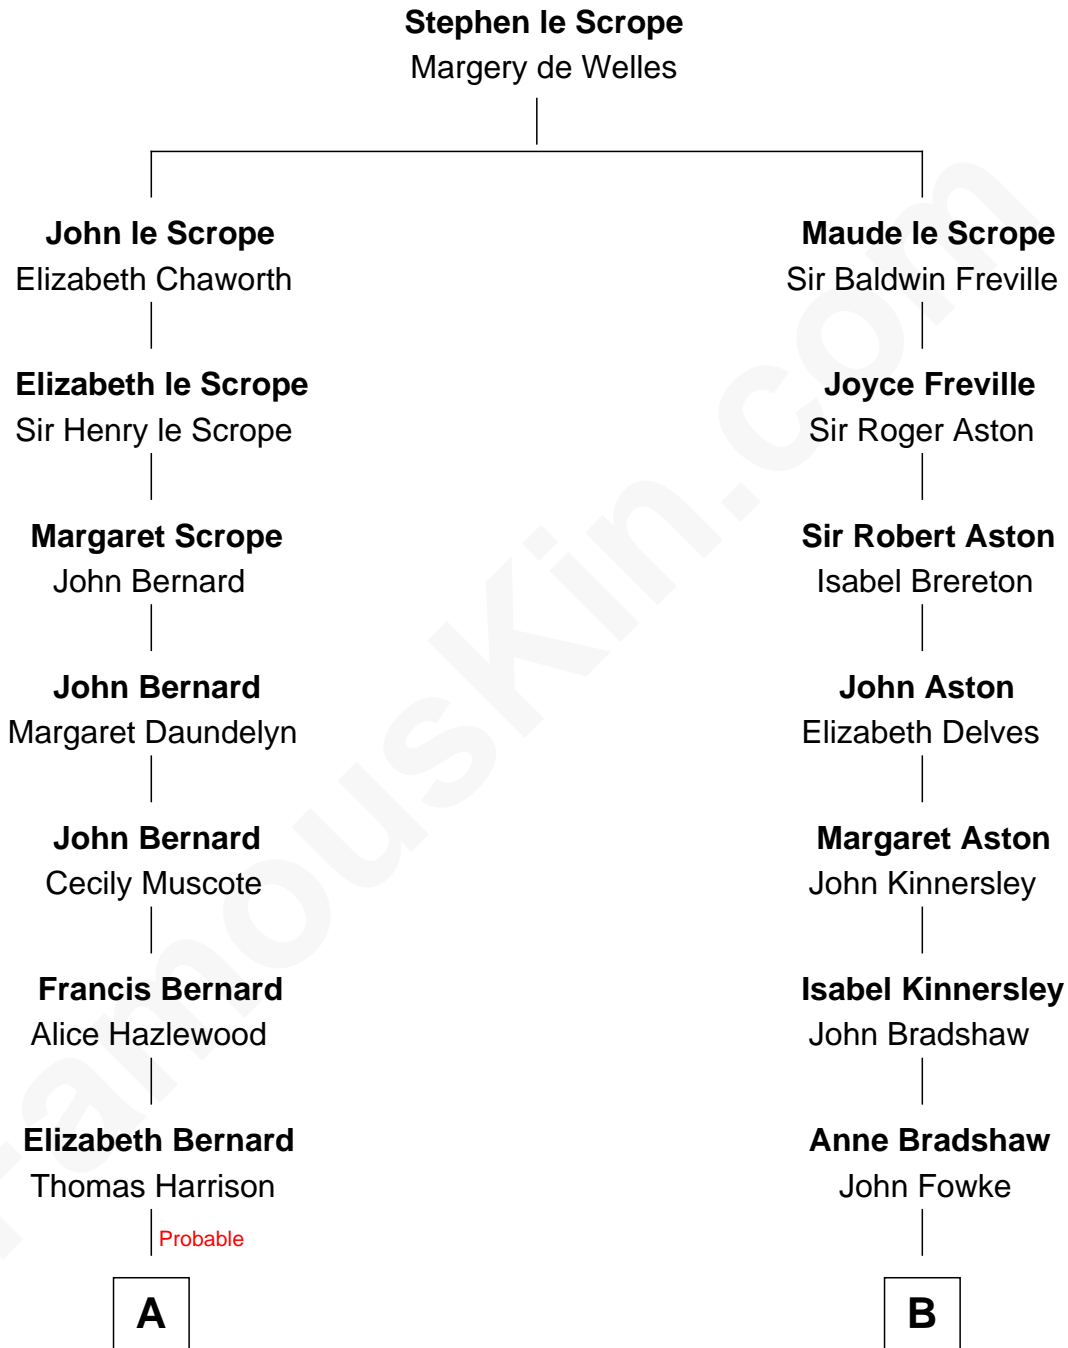 Stephen le Scrope
Margery de Welles
John le Scrope
Elizabeth Chaworth
Maude le Scrope
Sir Baldwin Freville
Elizabeth le Scrope
Sir Henry le Scrope
Joyce Freville
Sir Roger Aston
Margaret Scrope
John Bernard
Sir Robert Aston
Isabel Brereton
John Bernard
Margaret Daundelyn
John Aston
Elizabeth Delves
John Bernard
Cecily Muscote
Margaret Aston
John Kinnersley
Francis Bernard
Alice Hazlewood
Isabel Kinnersley
John Bradshaw
Elizabeth Bernard
Thomas Harrison
Anne Bradshaw
John Fowke
Probable
A
B
FamousKin.com